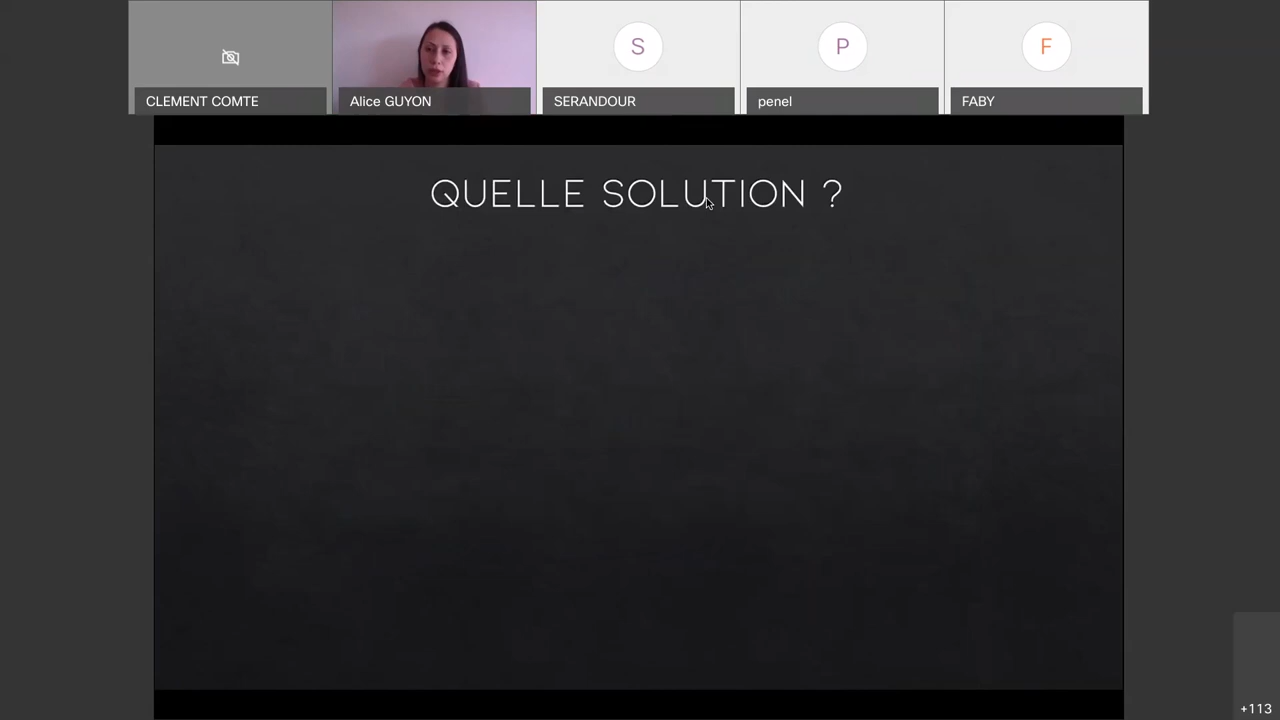 CLEMENT COMTE
Alice GUYON
S
SERANDOUR
P
penel
F
FABY
QUELLE SOLUTION ?
+113